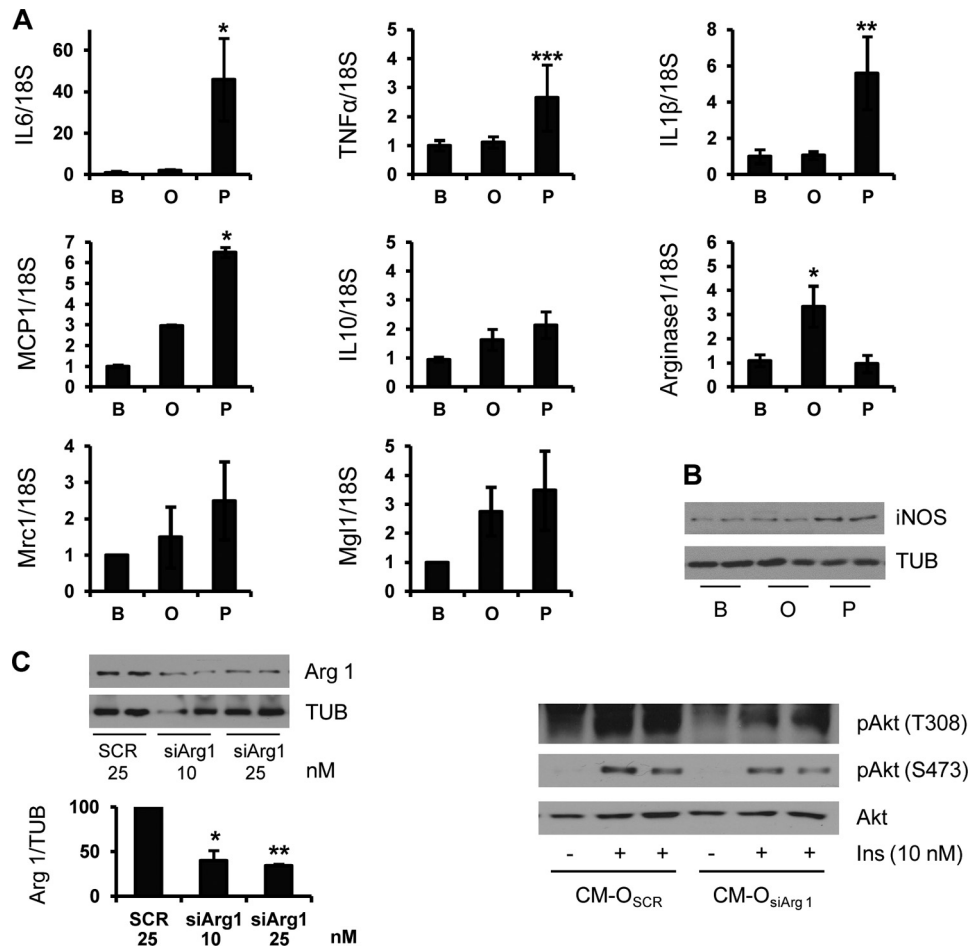 A
IL6/18S
60
40
20
0
*
B O P
TNFα/18S
4
3
2
1
0
***
B O P
IL1β/18S
8
6
4
2
0
**
B O P
MCP1/18S
7
6
5
4
3
2
1
0
*
B O P
IL10/18S
5
4
3
2
1
0
B O P
Arginase1/18S
6
5
4
3
2
1
0
*
B O P
Mrc1/18S
4
3
2
1
0
B O P
Mgl1/18S
5
4
3
2
1
0
B O P
B
iNOS
TUB
B O P
C
Arg 1
TUB
SCR siArg1 siArg1
25 10 25 nM
Arg 1/TUB
100
50
0
* **
SCR siArg1 siArg1
25 10 25 nM
pAkt (T308)
pAkt (S473)
Akt
- + + - + + Ins (10 nM)
CM-OSCR CM-OsiArg 1